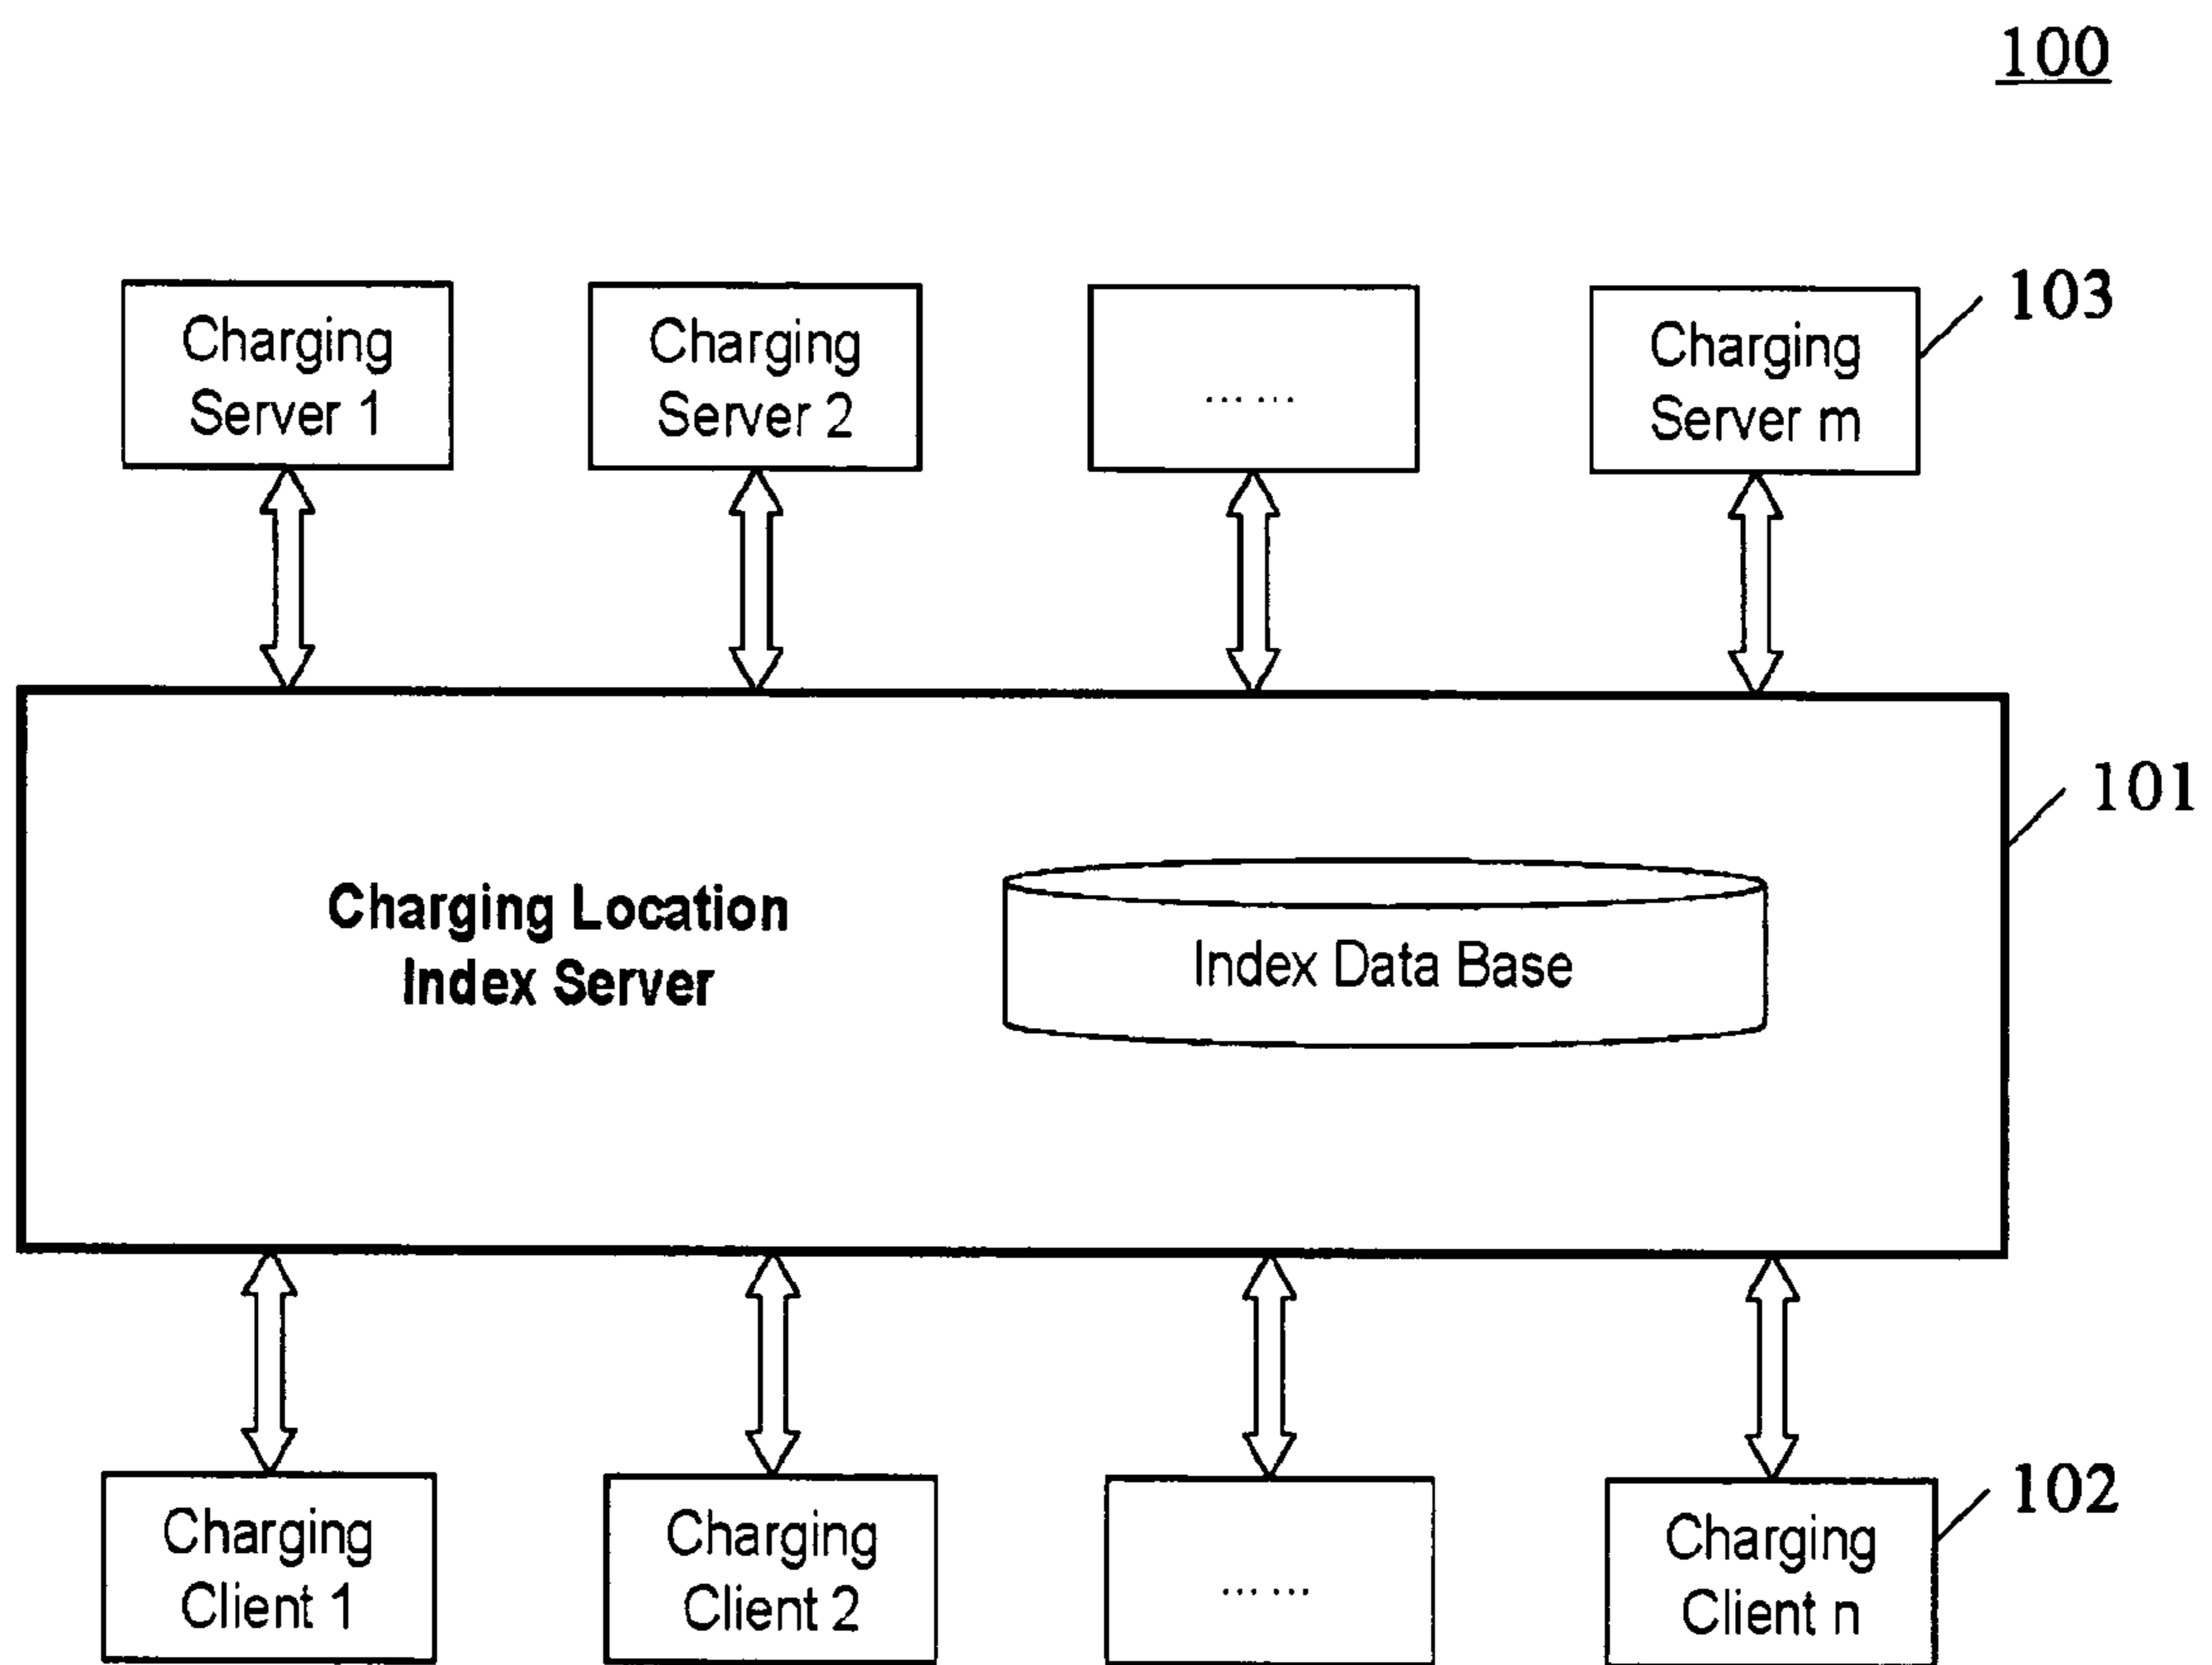 100
Charging
Server 1
Charging
Server 2
... ...
Charging
Server m
103
101
Charging Location
Index Server
Index Data Base
Charging
Client 1
Charging
Client 2
... ...
Charging
Client n
102